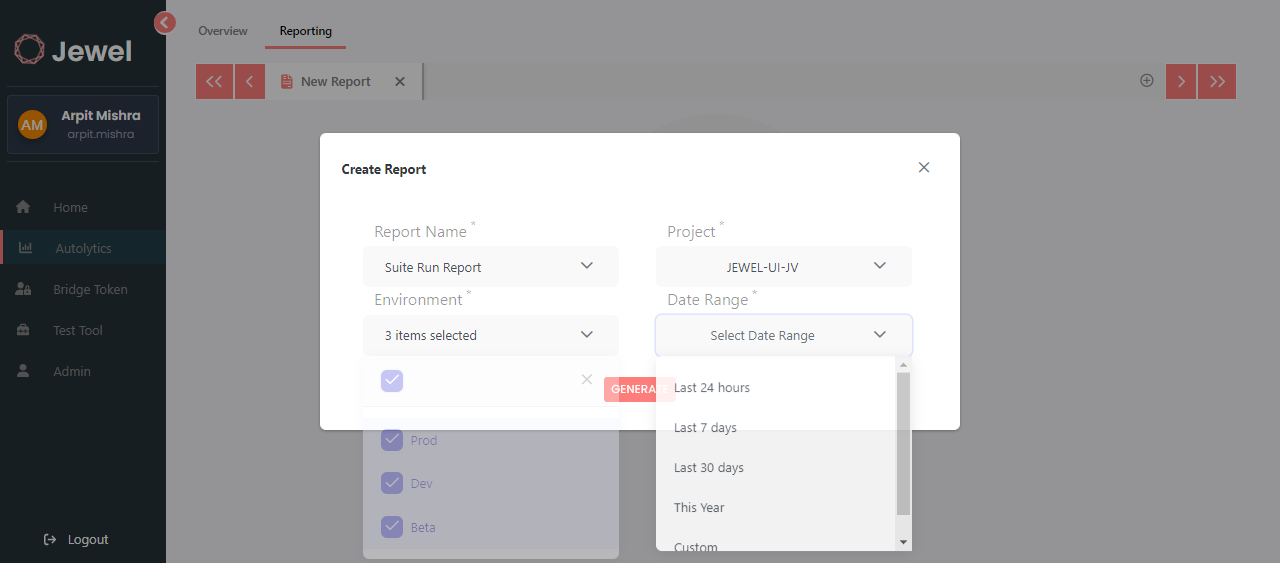 Jewel
AM
Arpit Mishra
arpit.mishra
Home
Autolytics
Bridge Token
Test Tool
Admin
Logout
Overview
Reporting
New Report
Create Report
Report Name *
Project *
Suite Run Report
JEWEL-UI-JV
Environment *
Date Range *
3 items selected
Select Date Range
GENERATE
Prod
Dev
Beta
Last 24 hours
Last 7 days
Last 30 days
This Year
Custom